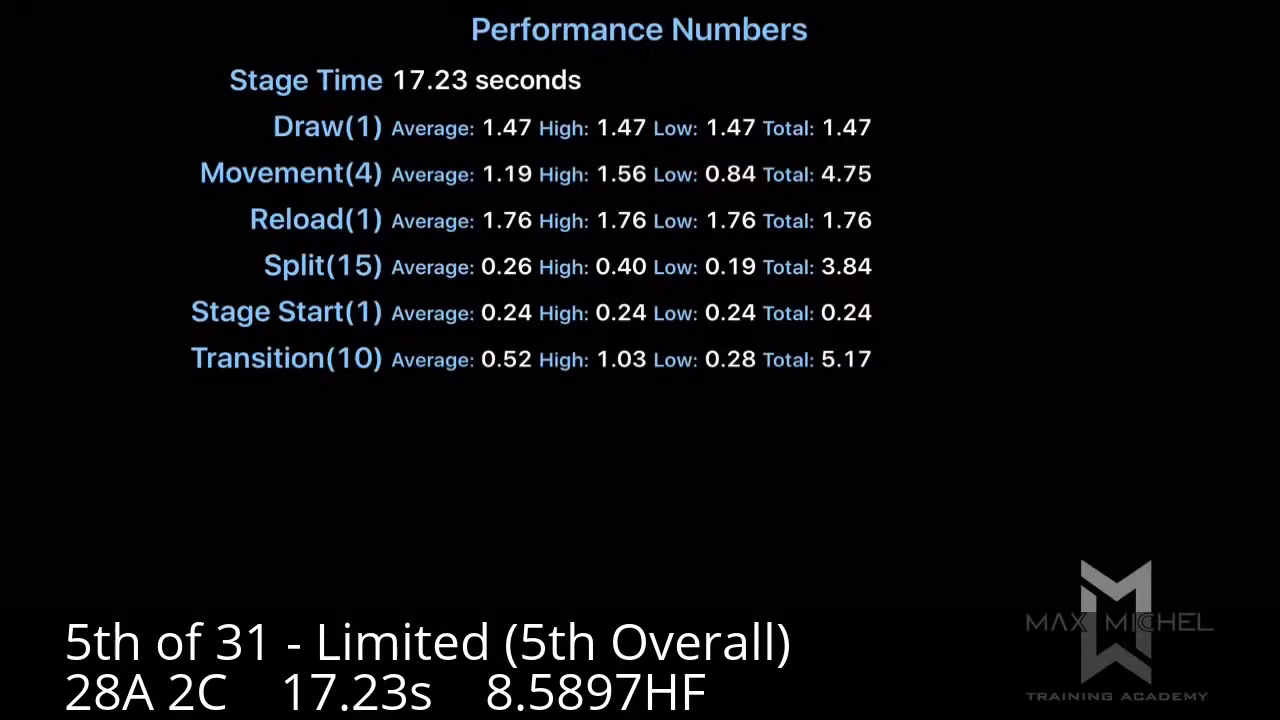 Performance Numbers
Stage Time 17.23 seconds
Draw(1) Average: 1.47 High: 1.47 Low: 1.47 Total: 1.47
Movement(4) Average: 1.19 High: 1.56 Low: 0.84 Total: 4.75
Reload(1) Average: 1.76 High: 1.76 Low: 1.76 Total: 1.76
Split(15) Average: 0.26 High: 0.40 Low: 0.19 Total: 3.84
Stage Start(1) Average: 0.24 High: 0.24 Low: 0.24 Total: 0.24
Transition(10) Average: 0.52 High: 1.03 Low: 0.28 Total: 5.17
5th of 31 - Limited (5th Overall)
28A 2C 17.23s 8.5897HF
MAX MICHEL
TRAINING ACADEMY